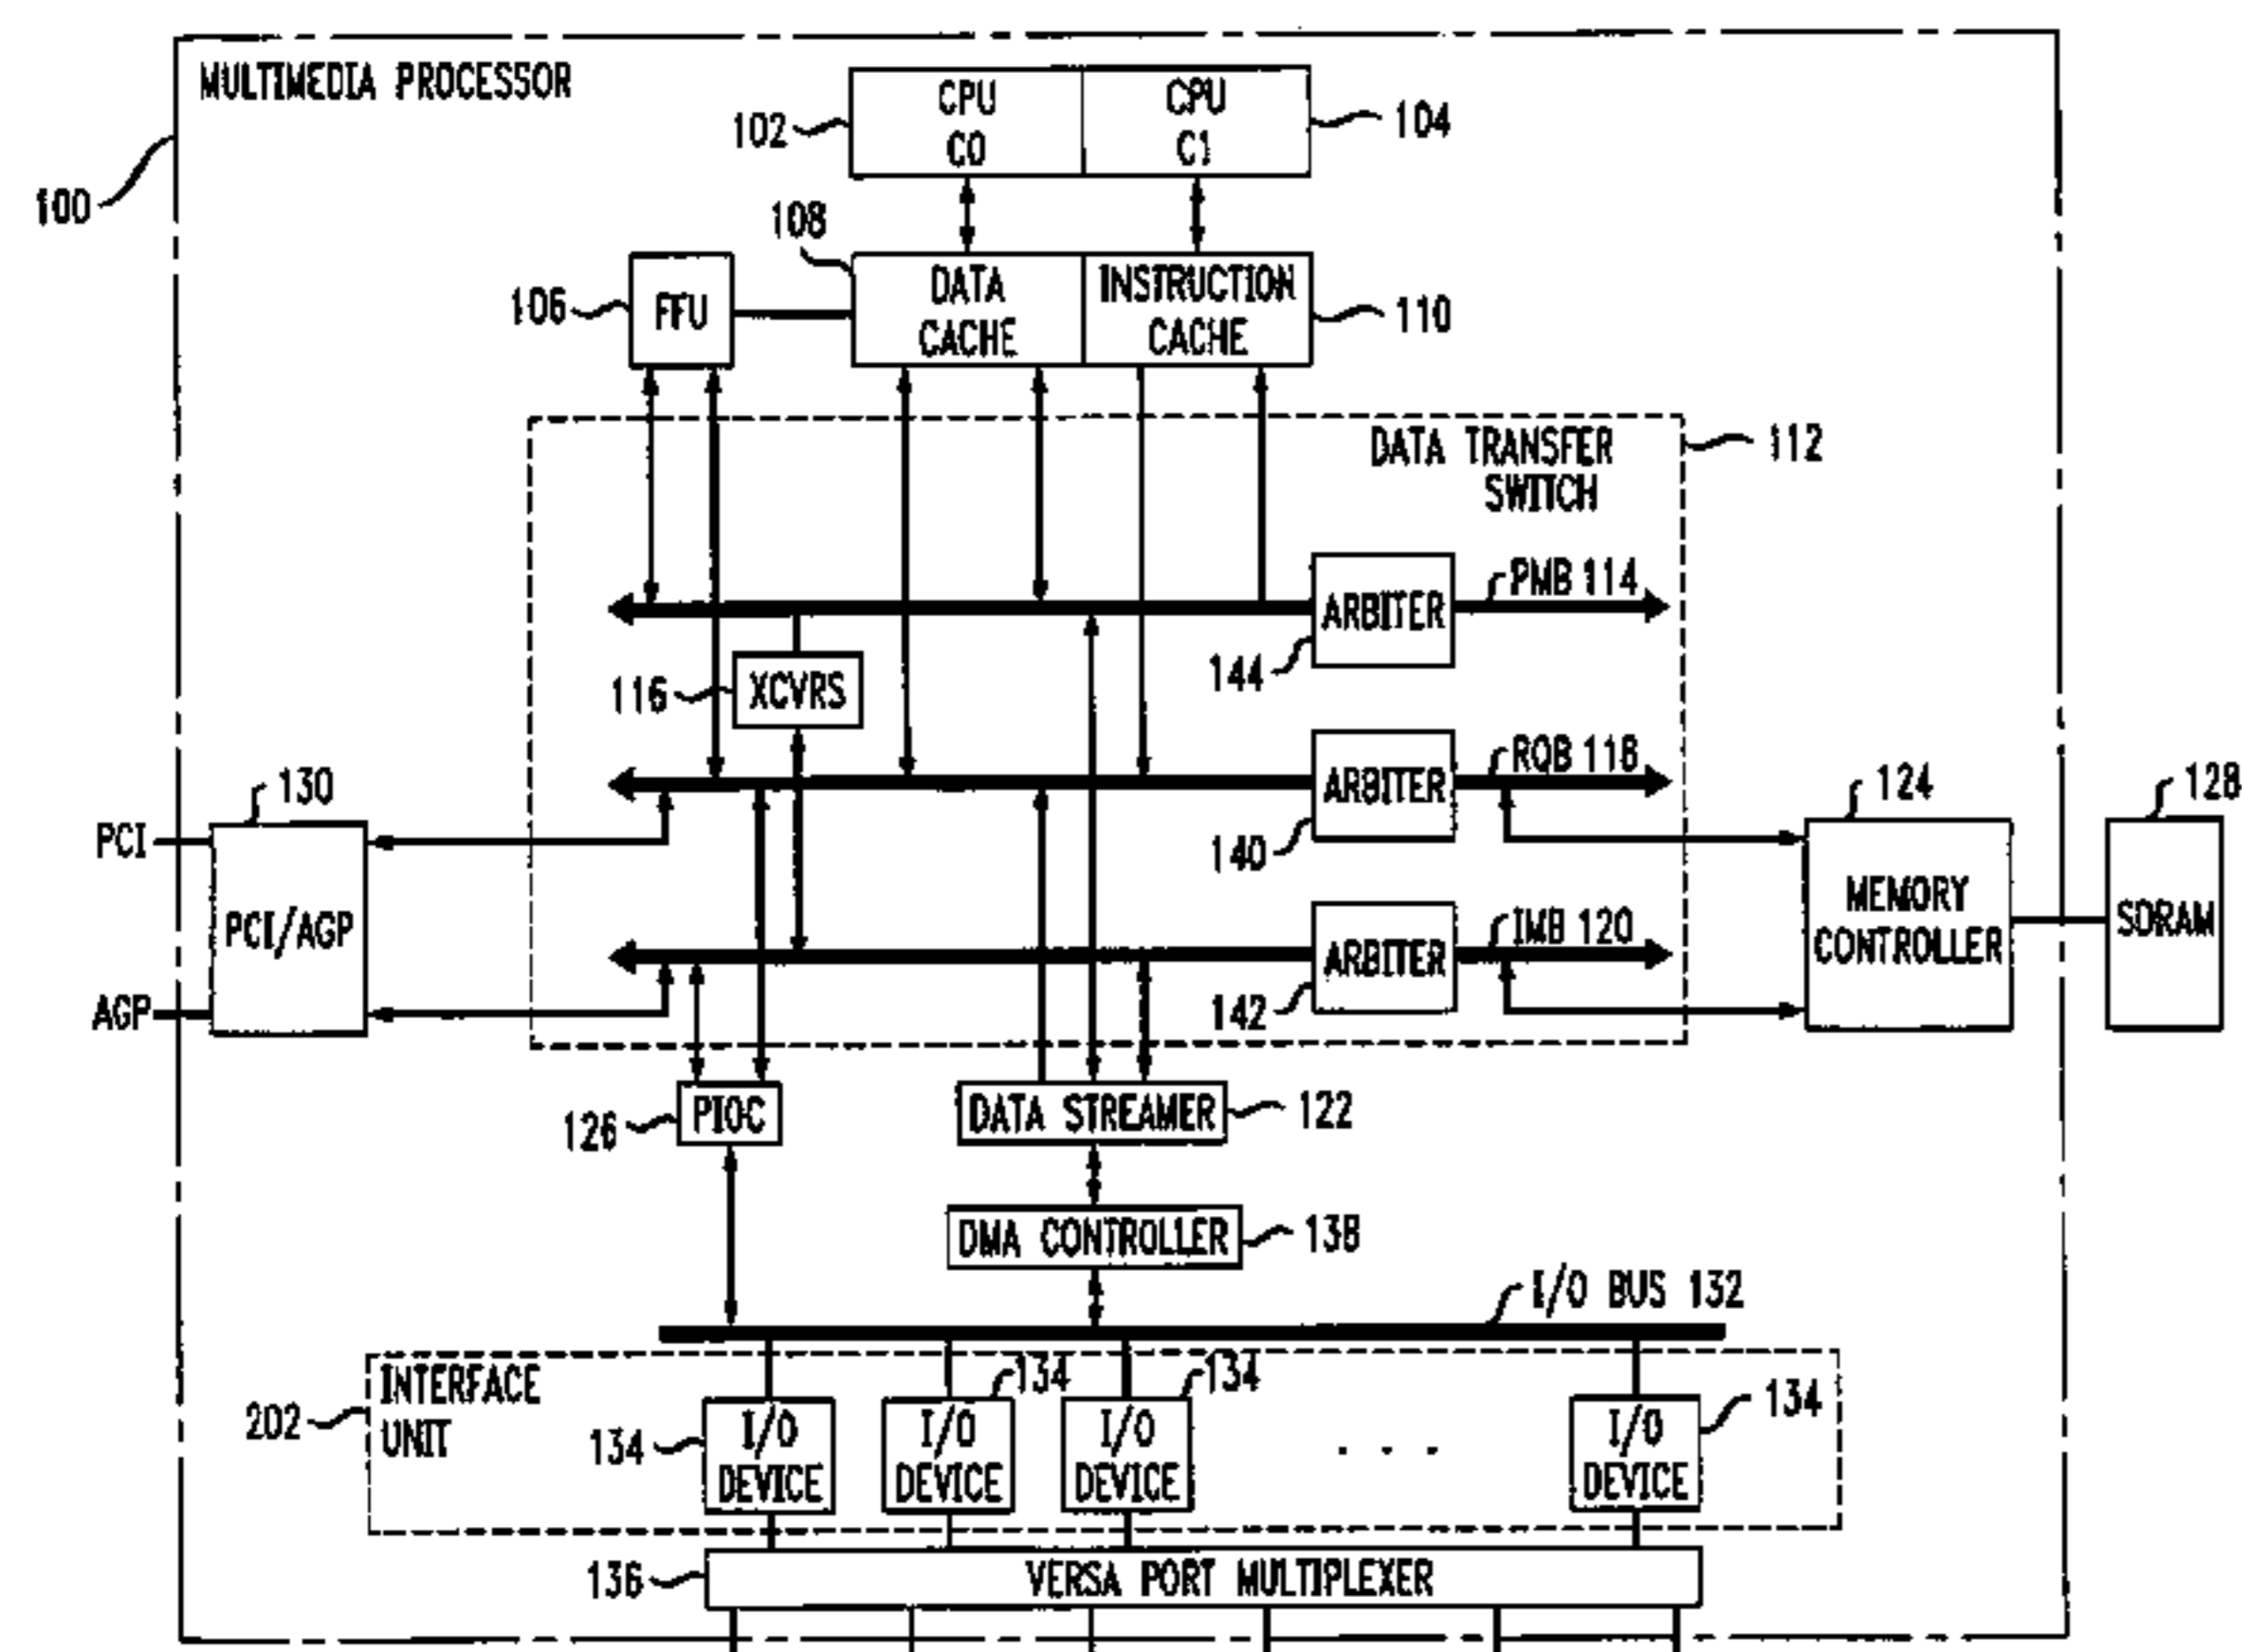 MULTIMEDIA PROCESSOR
100
102
CPU
C0
CPU
C1
104
106
FFU
108
DATA
CACHE
INSTRUCTION
CACHE
110
DATA TRANSFER
SWITCH
112
ARBITER
PMB 114
144
116
XCVRS
ARBITER
RQB 118
140
130
PCI
PCI/AGP
AGP
124
MEMORY
CONTROLLER
128
SDRAM
ARBITER
IMB 120
142
126
PIOC
DATA STREAMER
122
DMA CONTROLLER
138
I/O BUS 132
202
INTERFACE
UNIT
134
I/O
DEVICE
134
I/O
DEVICE
134
I/O
DEVICE
. . .
134
I/O
DEVICE
136
VERSA PORT MULTIPLEXER